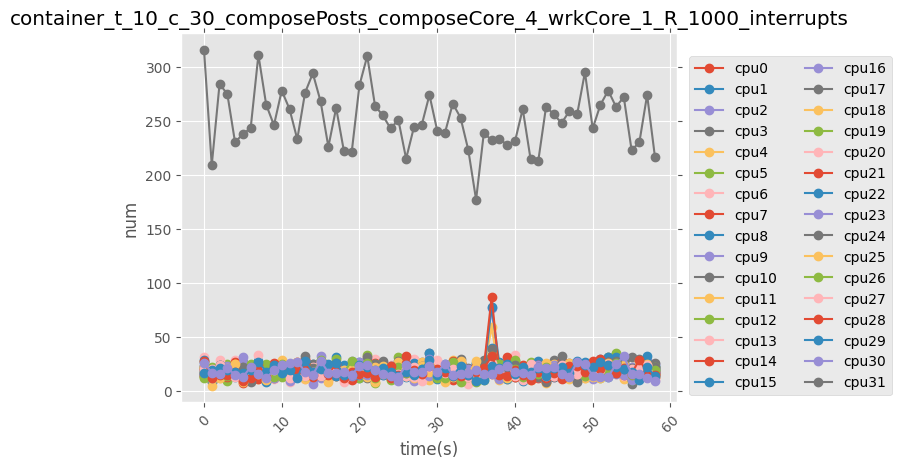 container_t_10_c_30_composePosts_composeCore_4_wrkCore_1_R_1000_interrupts
300
250
200
150
100
50
0
num
0 10 20 30 40 50 60
time(s)
cpu0 cpu16
cpu1 cpu17
cpu2 cpu18
cpu3 cpu19
cpu4 cpu20
cpu5 cpu21
cpu6 cpu22
cpu7 cpu23
cpu8 cpu24
cpu9 cpu25
cpu10 cpu26
cpu11 cpu27
cpu12 cpu28
cpu13 cpu29
cpu14 cpu30
cpu15 cpu31